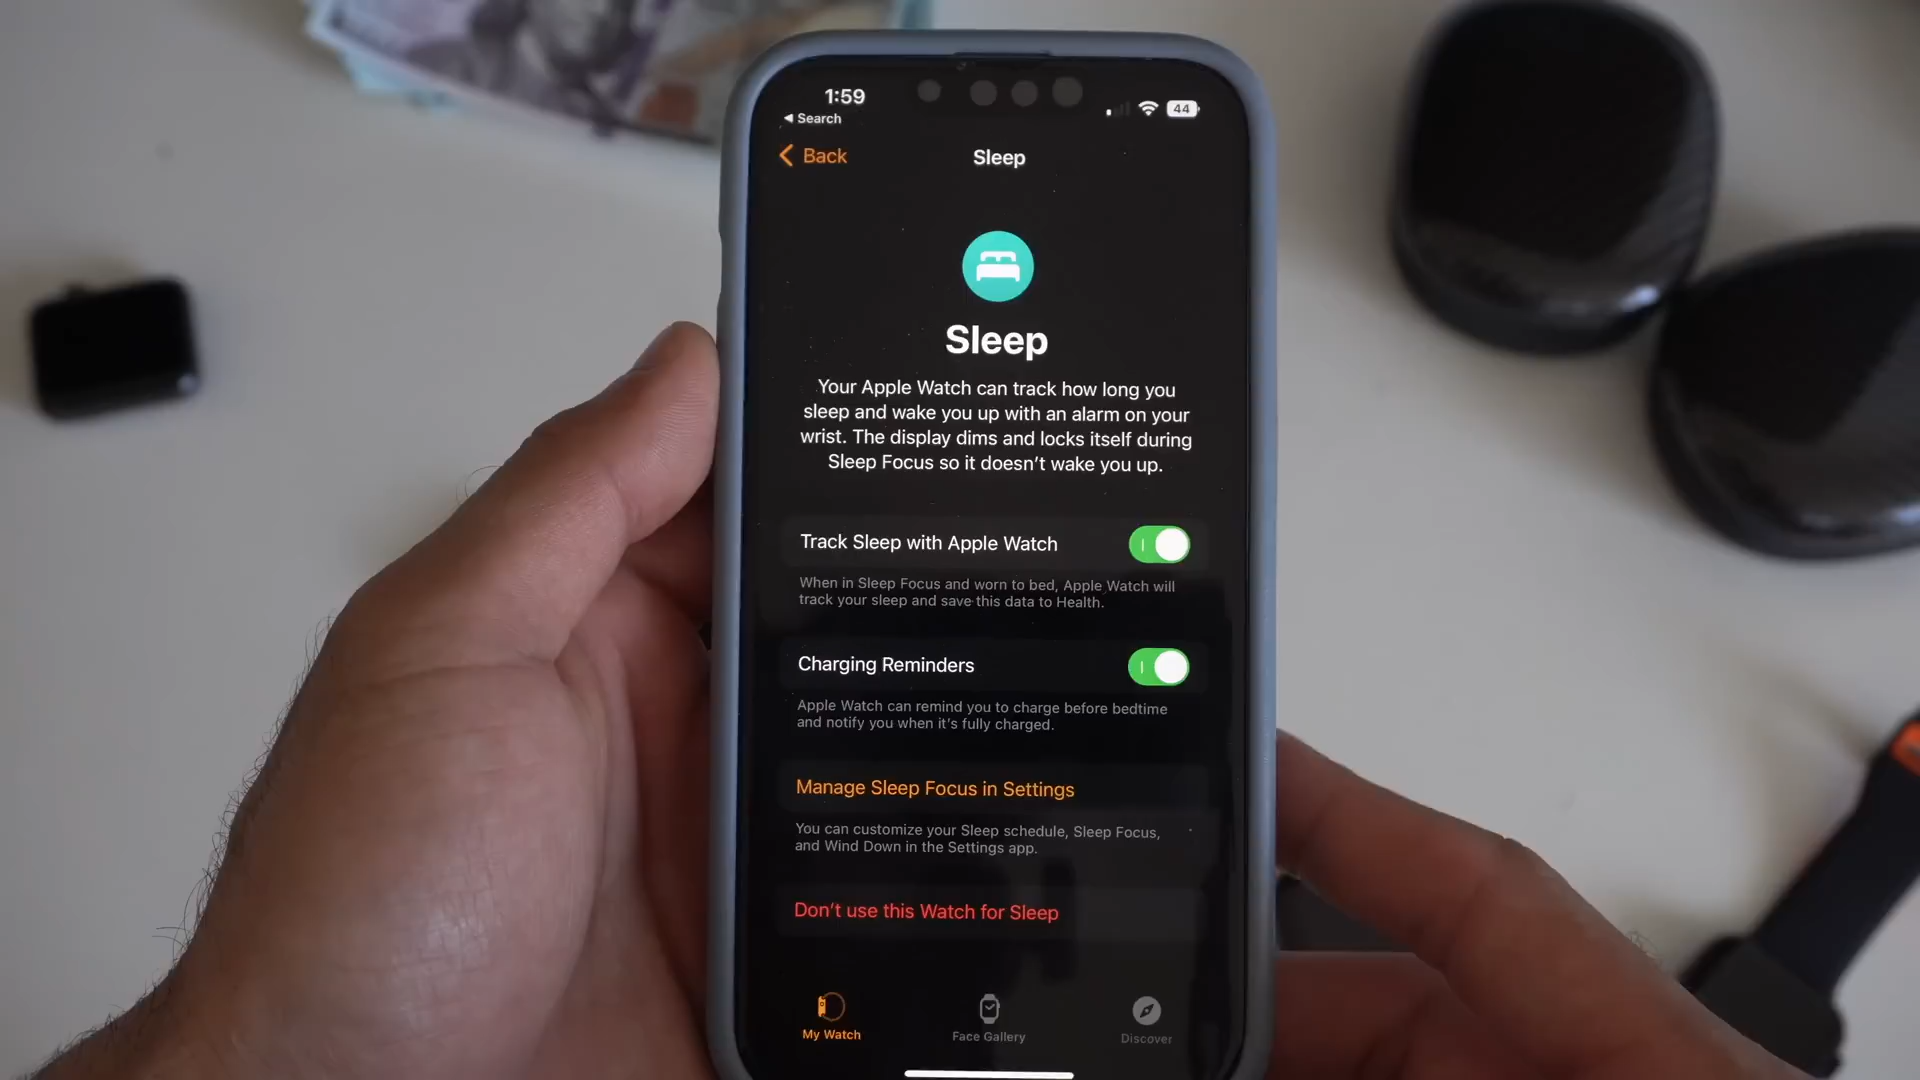 1:59
44
Search
Back
Sleep
Sleep
Your Apple Watch can track how long you
sleep and wake you up with an alarm on your
wrist. The display dims and locks itself during
Sleep Focus so it doesn’t wake you up.
Track Sleep with Apple Watch
When in Sleep Focus and worn to bed, Apple Watch will
track your sleep and save this data to Health.
Charging Reminders
Apple Watch can remind you to charge before bedtime
and notify you when it’s fully charged.
Manage Sleep Focus in Settings
You can customize your Sleep schedule, Sleep Focus,
and Wind Down in the Settings app.
Don’t use this Watch for Sleep
My Watch
Face Gallery
Discover